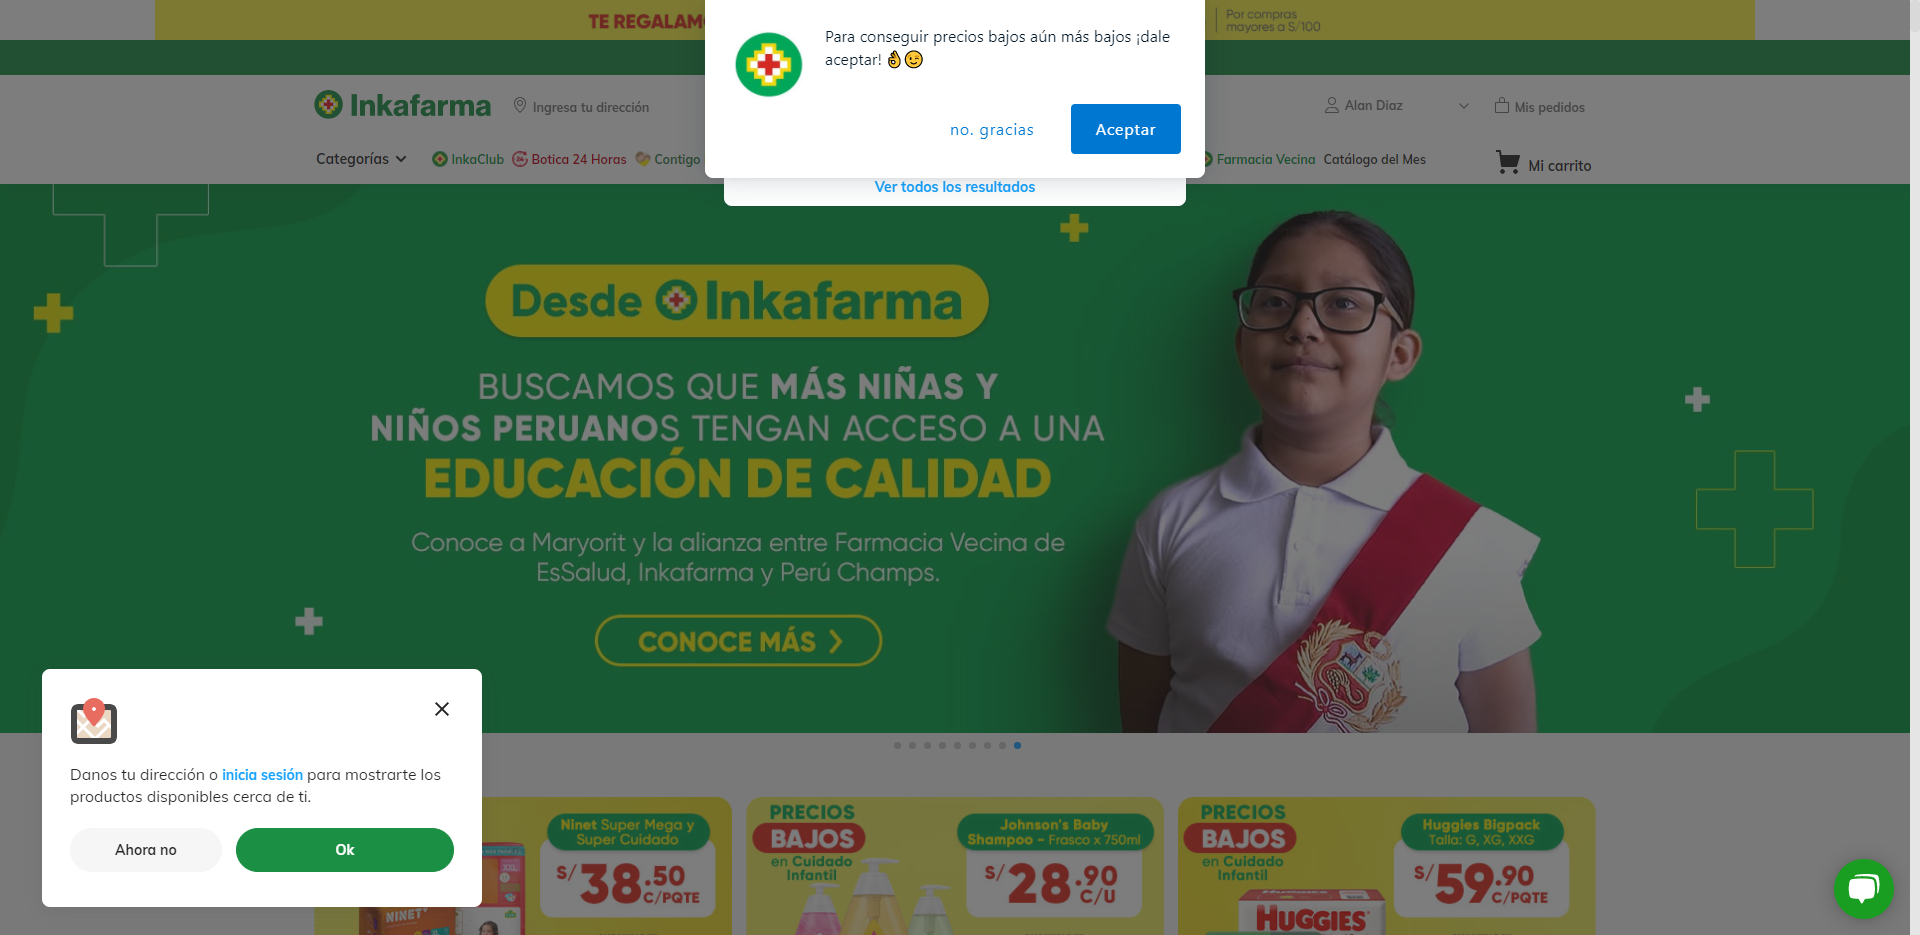 TE REGALAM
Por compras
mayores a S/100
Para conseguir precios bajos aún más bajos ¡dale
aceptar! 👌😉
no. gracias
Aceptar
Inkafarma
Ingresa tu dirección
Alan Diaz
Mis pedidos
Categorías
InkaClub
24
Botica 24 Horas
Contigo
Farmacia Vecina
Catálogo del Mes
Mi carrito
Ver todos los resultados
Desde Inkafarma
BUSCAMOS QUE MÁS NIÑAS Y
NIÑOS PERUANOS TENGAN ACCESO A UNA
EDUCACIÓN DE CALIDAD
Conoce a Maryorit y la alianza entre Farmacia Vecina de
EsSalud, Inkafarma y Perú Champs.
CONOCE MÁS
Danos tu dirección o inicia sesión para mostrarte los
productos disponibles cerca de ti.
Ahora no
Ok
Ninet Super Mega y
Super Cuidado
S/38.50
C/PQTE
XXL
NINET
PRECIOS
BAJOS
en Cuidado
Infantil
Johnson's Baby
Shampoo - Frasco x 750ml
S/28.90
C/U
PRECIOS
BAJOS
en Cuidado
Infantil
Huggies Bigpack
Talla: G, XG, XXG
S/59.90
C/PQTE
HUGGIES